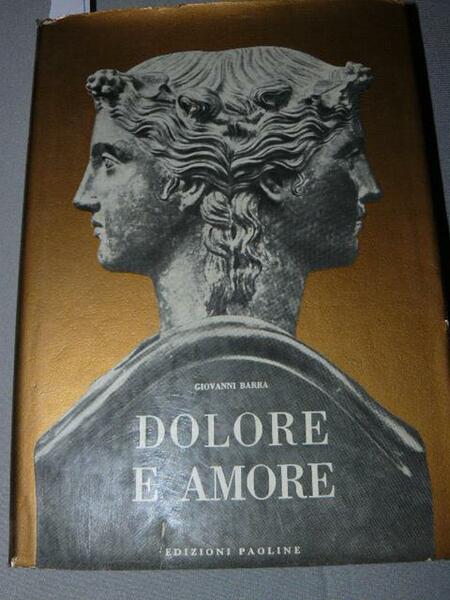 GIOVANNI BARRA
DOLORE
E AMORE
EDIZIONI PAOLINE